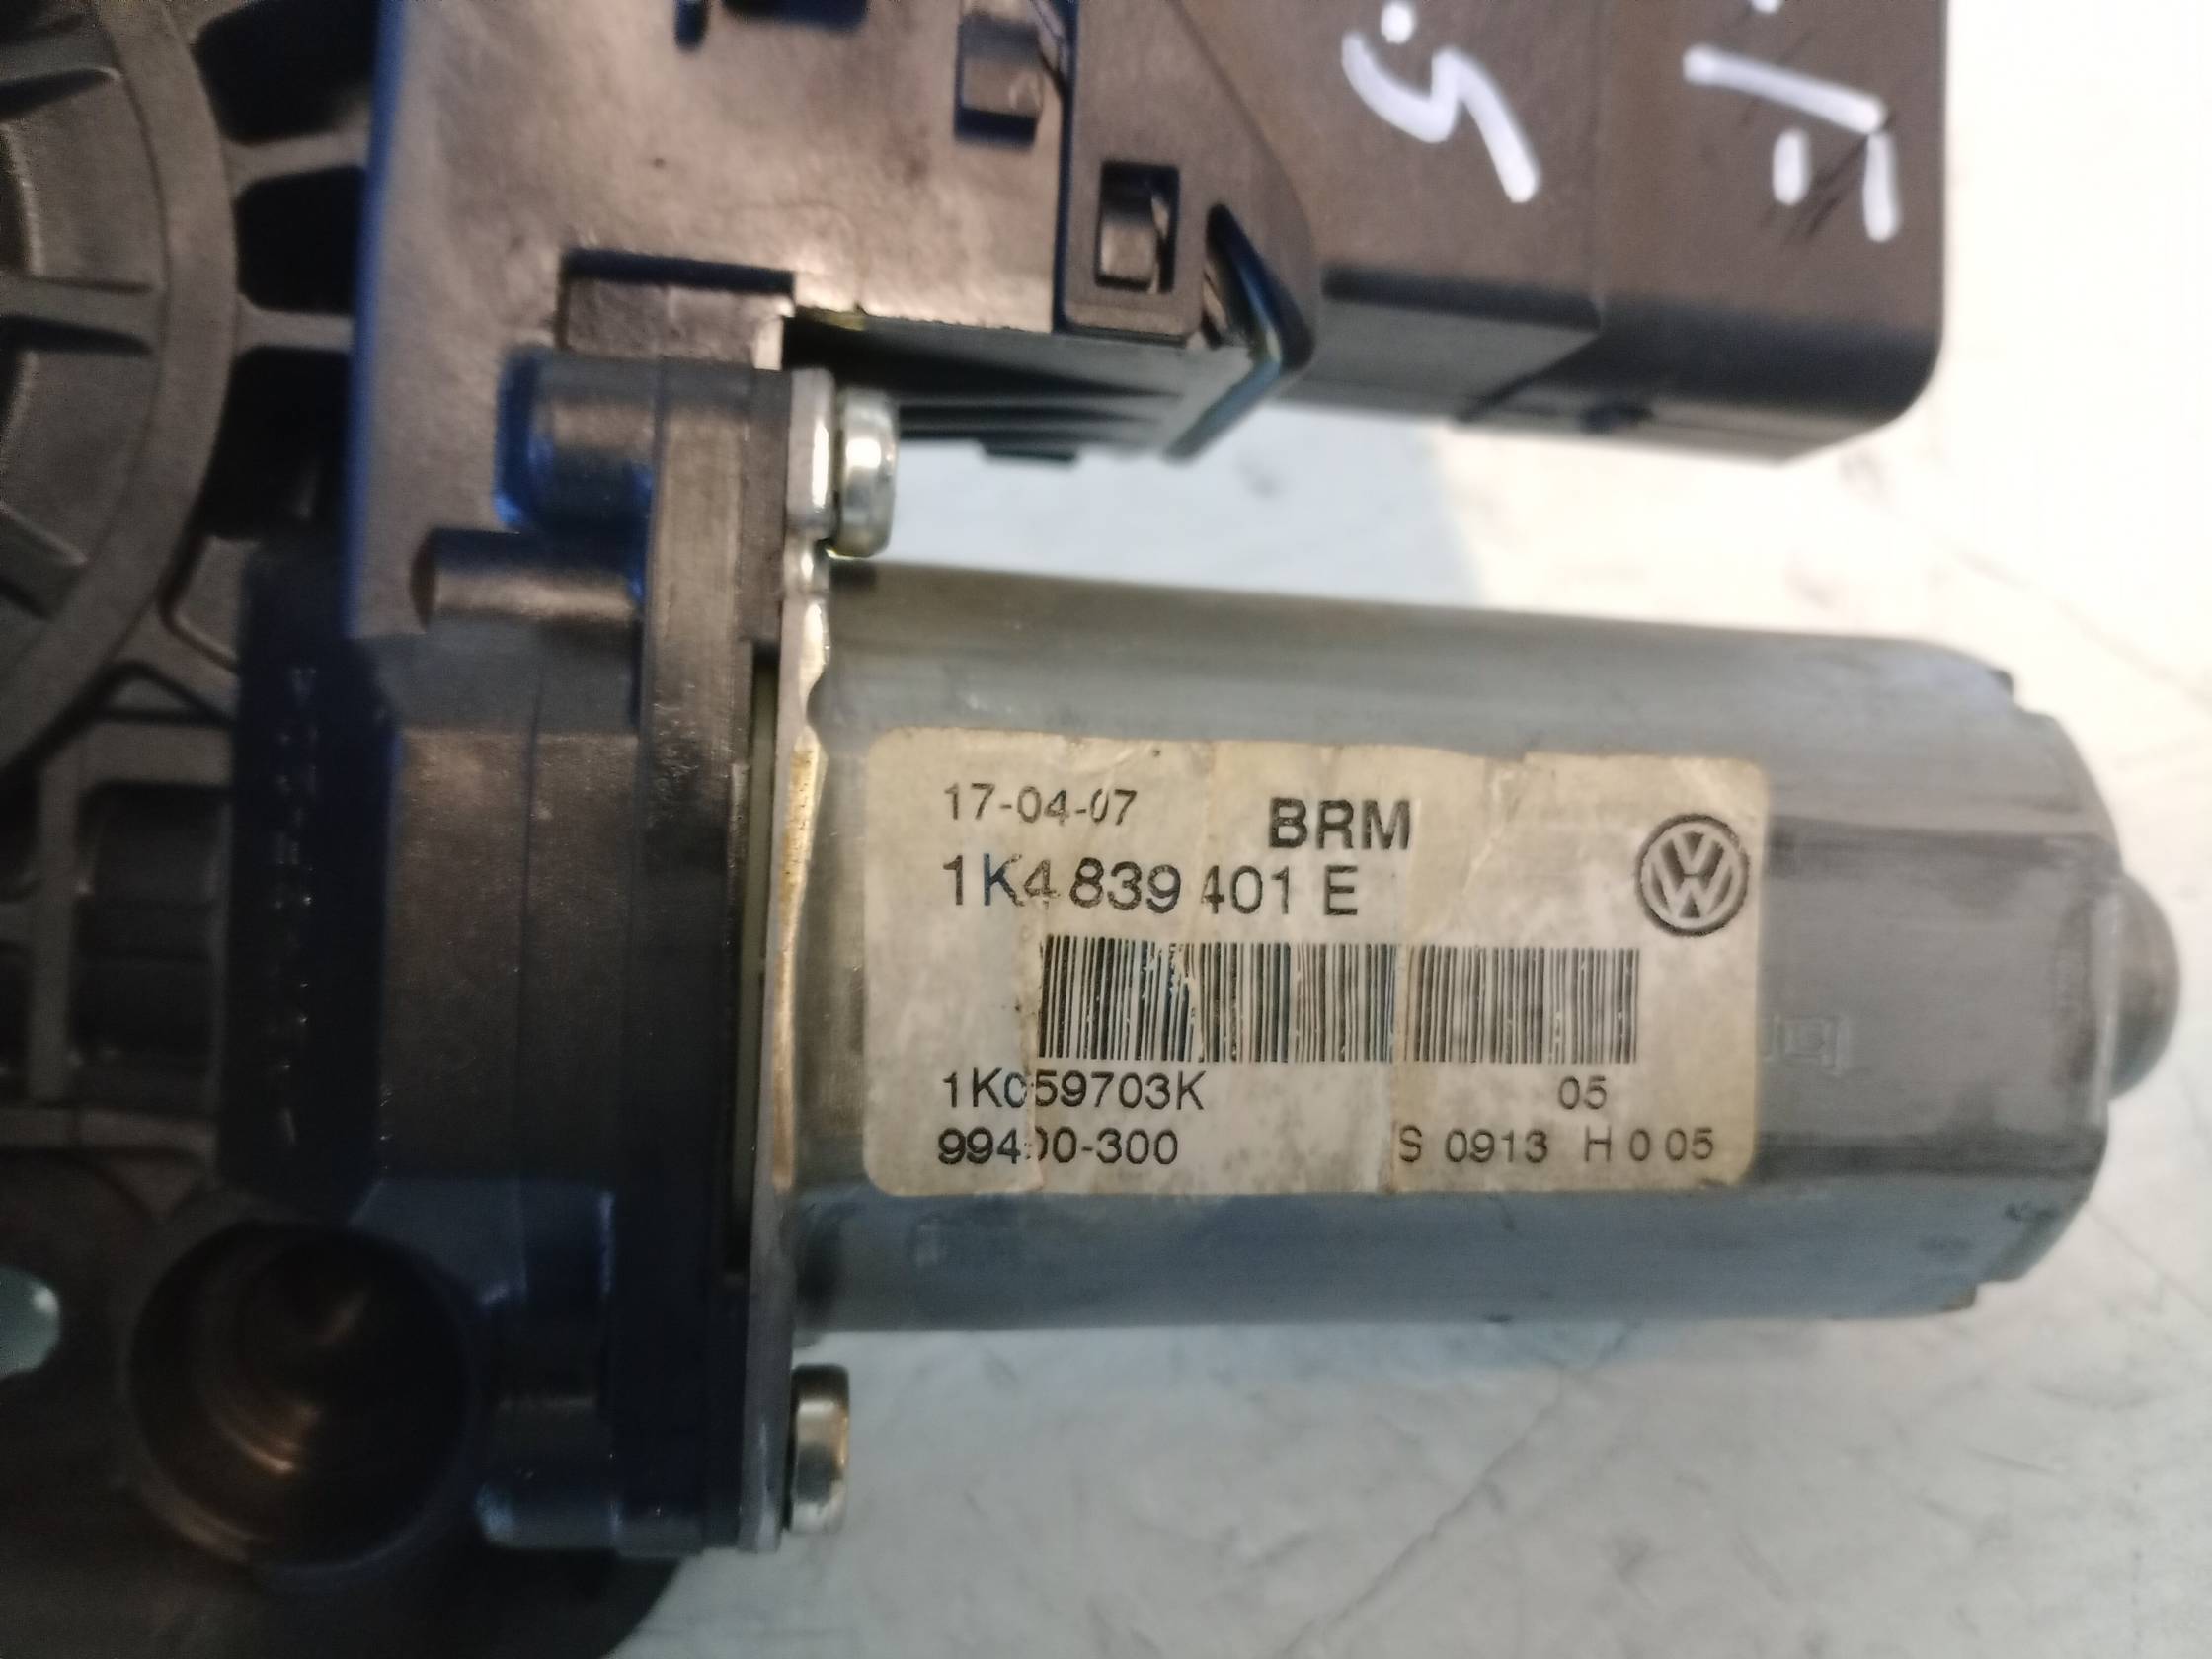 17-04-07 BRM
1K4 839 401 E
1K059703K 05
99400-300 S 0913 H 0 05